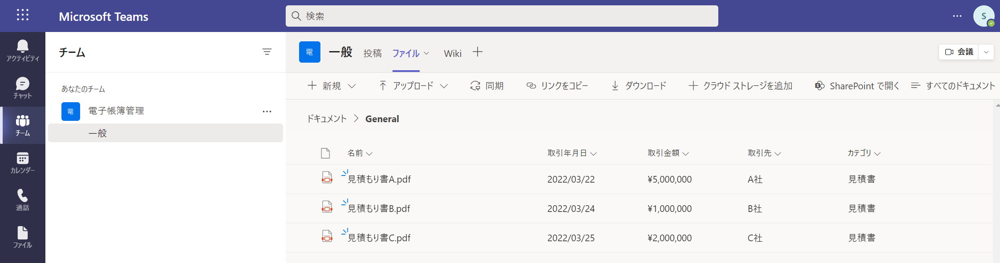 Microsoft Teams
検索
S
アクティビティ
チャット
チーム
カレンダー
通話
ファイル
チーム
あなたのチーム
電 電子帳簿管理
一般
電 一般 投稿 ファイル Wiki
会議
新規 アップロード 同期 リンクをコピー ダウンロード クラウド ストレージを追加 SharePoint で開く すべてのドキュメント
ドキュメント > General
名前 取引年月日 取引金額 取引先 カテゴリ
見積もり書A.pdf 2022/03/22 ¥5,000,000 A社 見積書
見積もり書B.pdf 2022/03/24 ¥1,000,000 B社 見積書
見積もり書C.pdf 2022/03/25 ¥2,000,000 C社 見積書